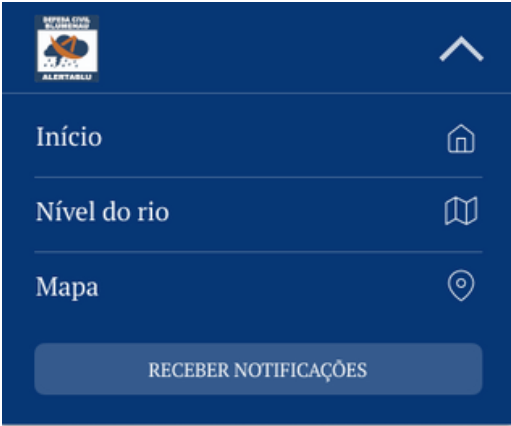 DEFESA CIVIL
BLUMENAU
ALERTABLU
Início
Nível do rio
Mapa
RECEBER NOTIFICAÇÕES